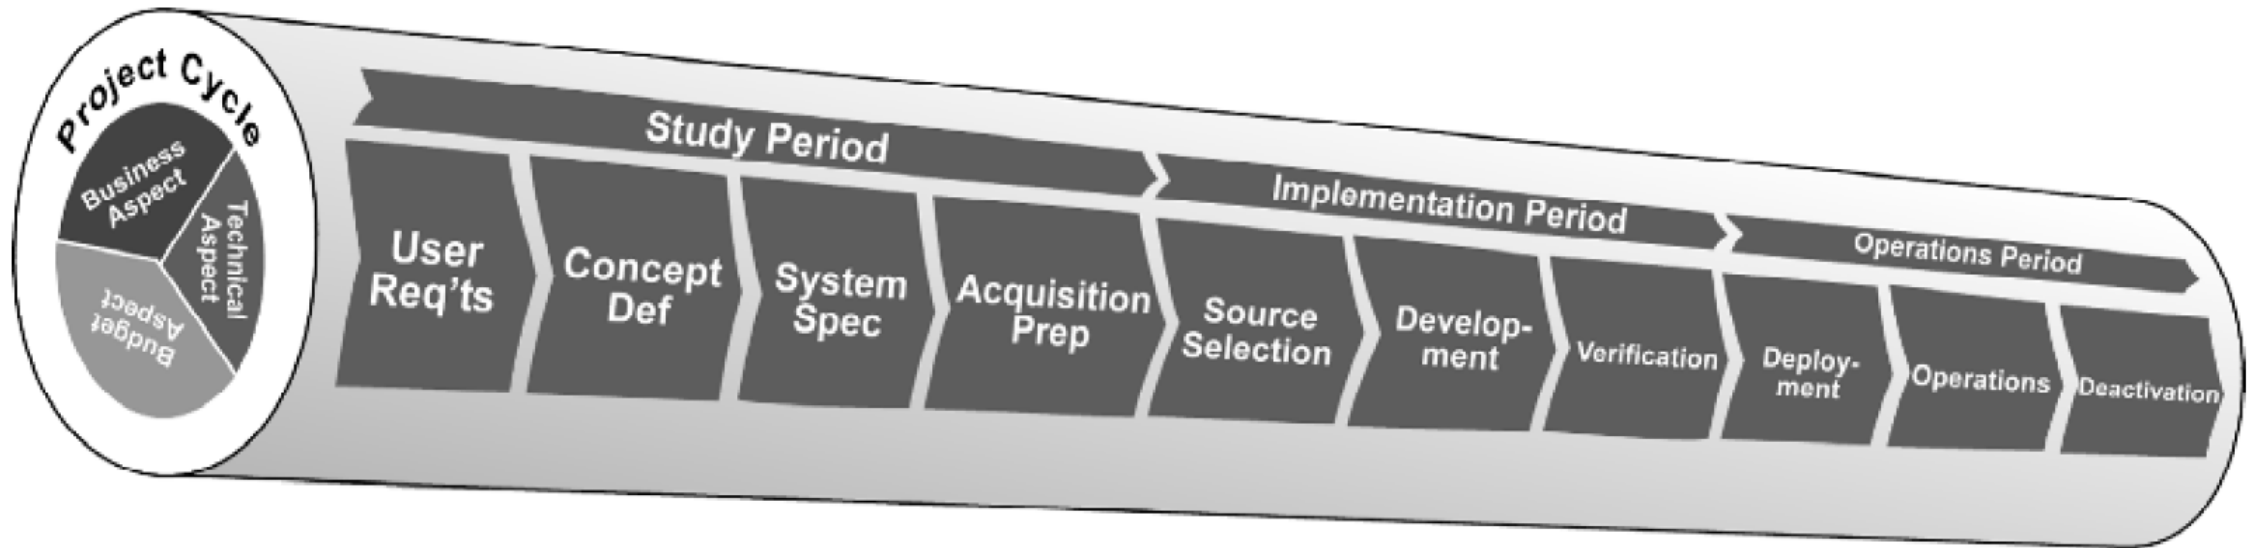 Project Cycle
Business
Aspect
Technical
Aspect
Budget
Aspect
Study Period
Implementation Period
Operations Period
User
Req'ts
Concept
Def
System
Spec
Acquisition
Prep
Source
Selection
Develop-
ment
Verification
Deploy-
ment
Operations
Deactivation